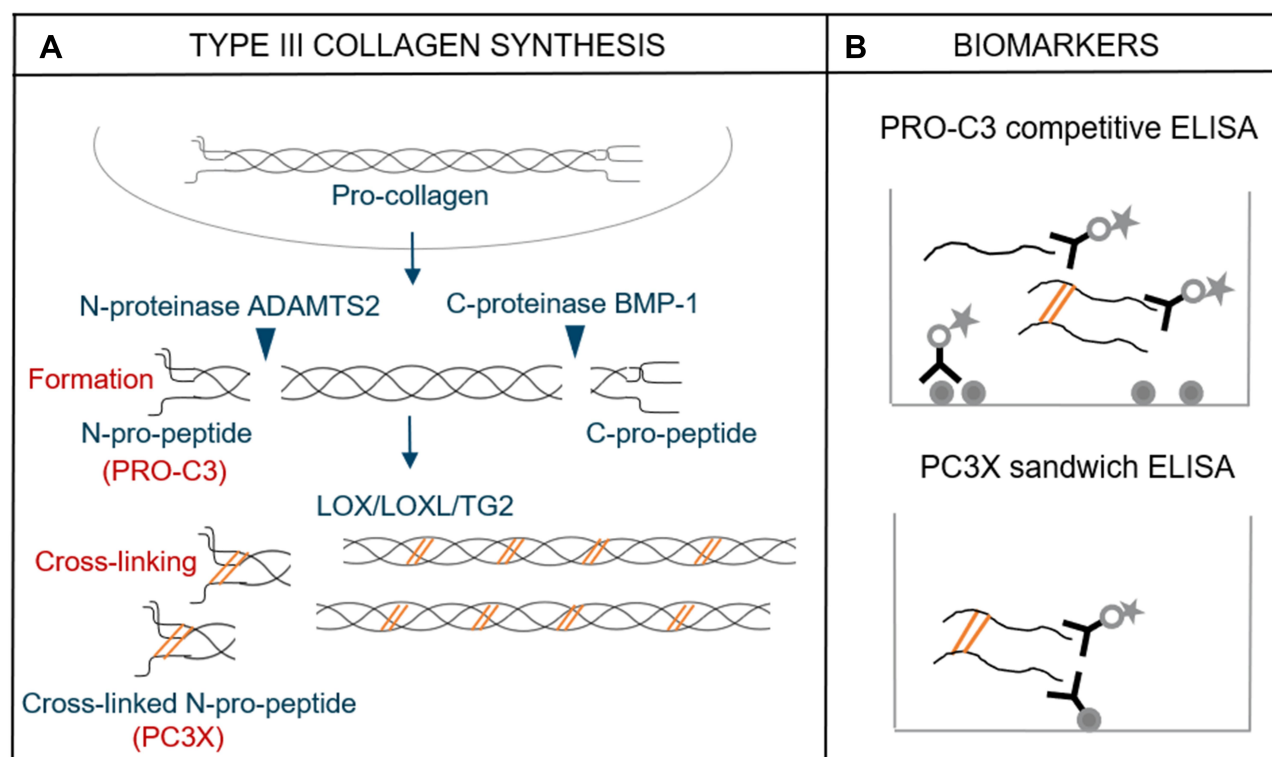 A TYPE III COLLAGEN SYNTHESIS
Pro-collagen
N-proteinase ADAMTS2 C-proteinase BMP-1
Formation
N-pro-peptide C-pro-peptide
(PRO-C3)
LOX/LOXL/TG2
Cross-linking
Cross-linked N-pro-peptide
(PC3X)
B BIOMARKERS
PRO-C3 competitive ELISA
PC3X sandwich ELISA